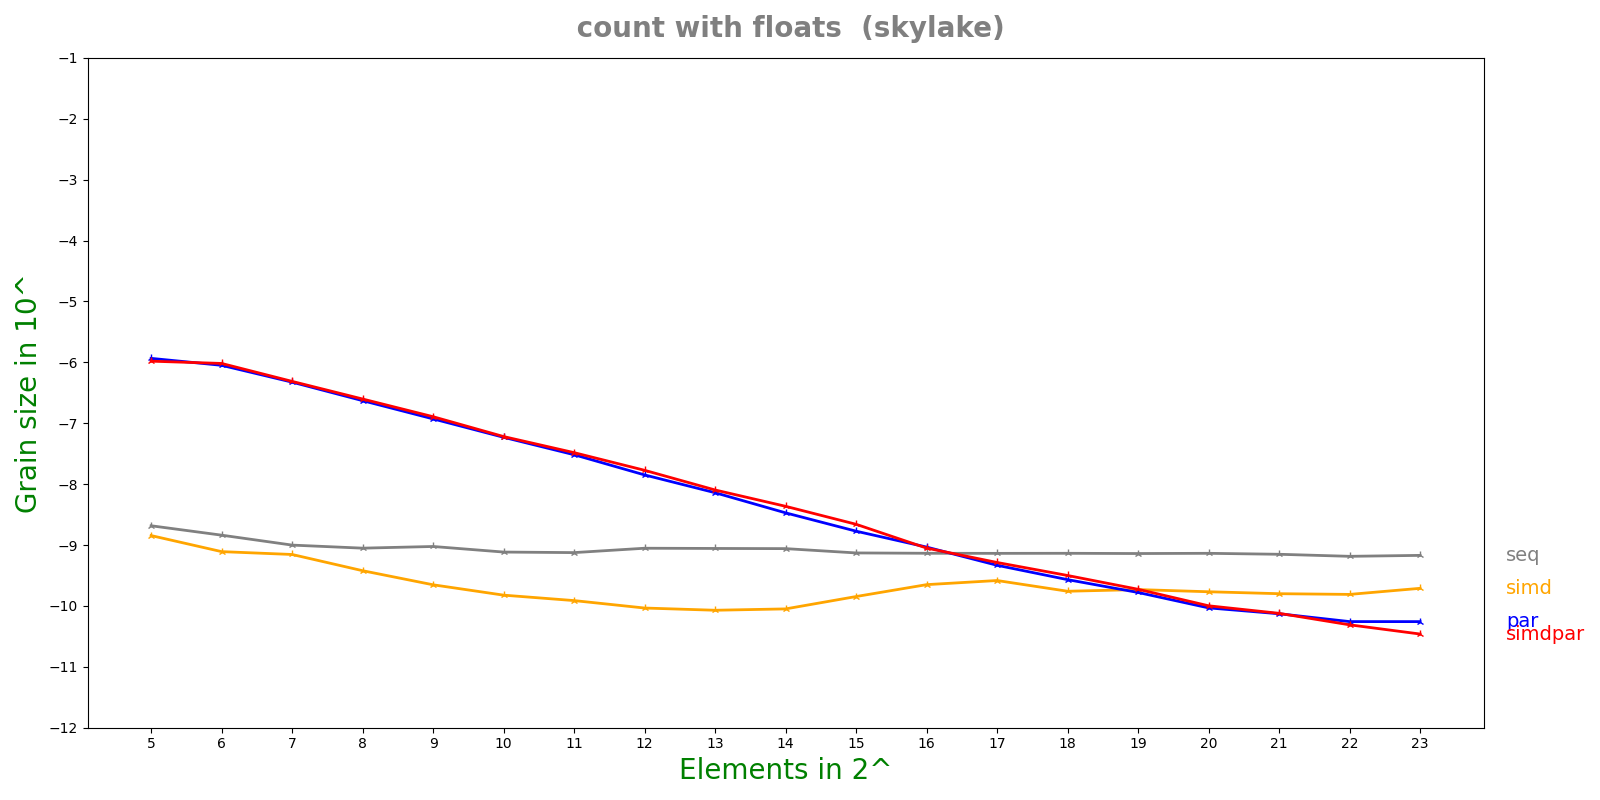 count with floats  (skylake)
−1
−2
−3
−4
−5
−6
−7
−8
−9
−10
−11
−12
Grain size in 10^
5 6 7 8 9 10 11 12 13 14 15 16 17 18 19 20 21 22 23
Elements in 2^
seq
simd
par
simdpar